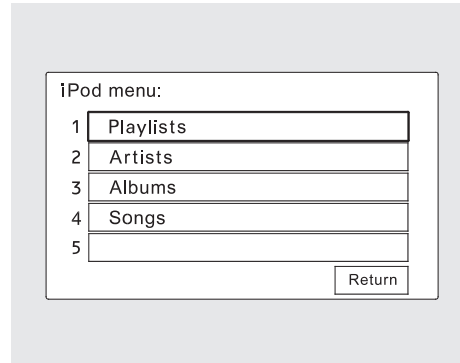 iPod menu:
1 Playlists
2 Artists
3 Albums
4 Songs
5
Return